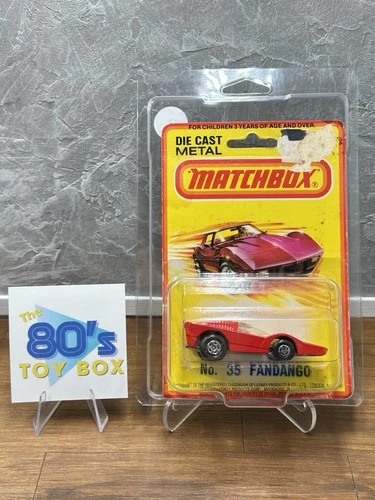 FOR CHILDREN 3 YEARS OF AGE AND OVER.
DIE CAST
METAL
MATCHBOX®
No. 35 FANDANGO
The
80's
TOY BOX